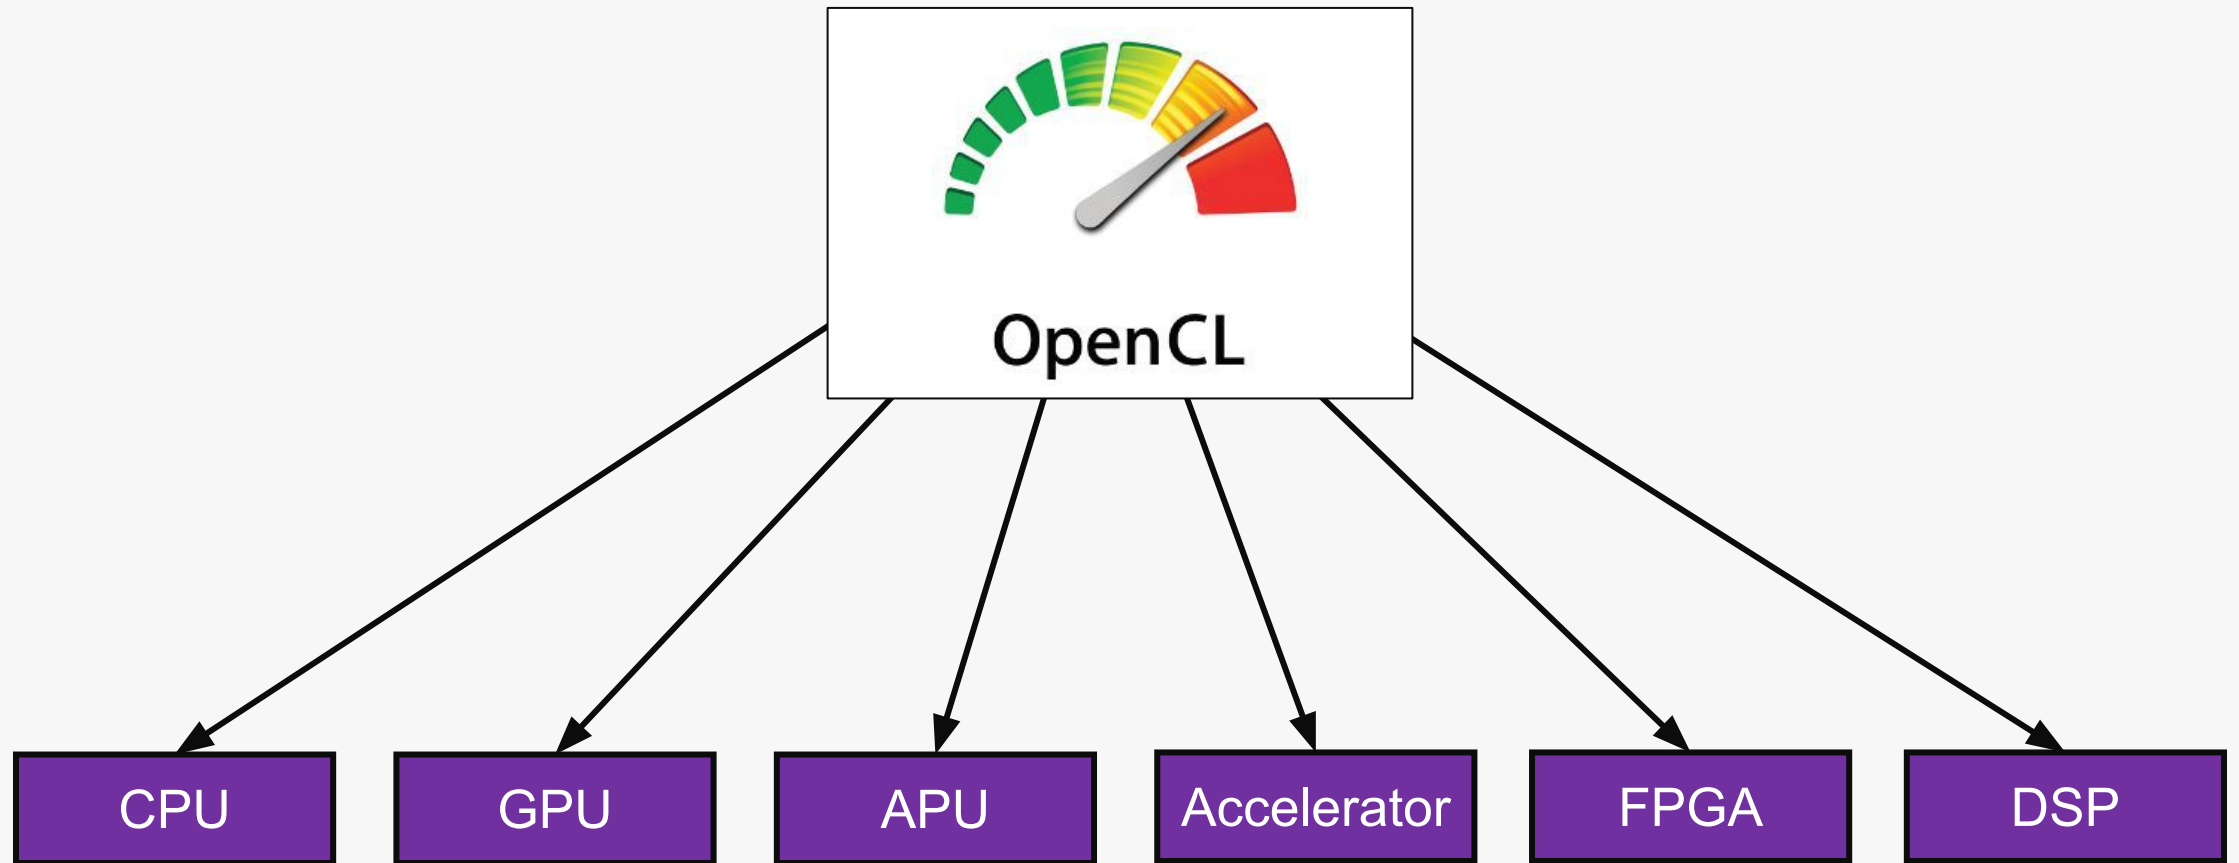 OpenCL
CPU
GPU
APU
Accelerator
FPGA
DSP